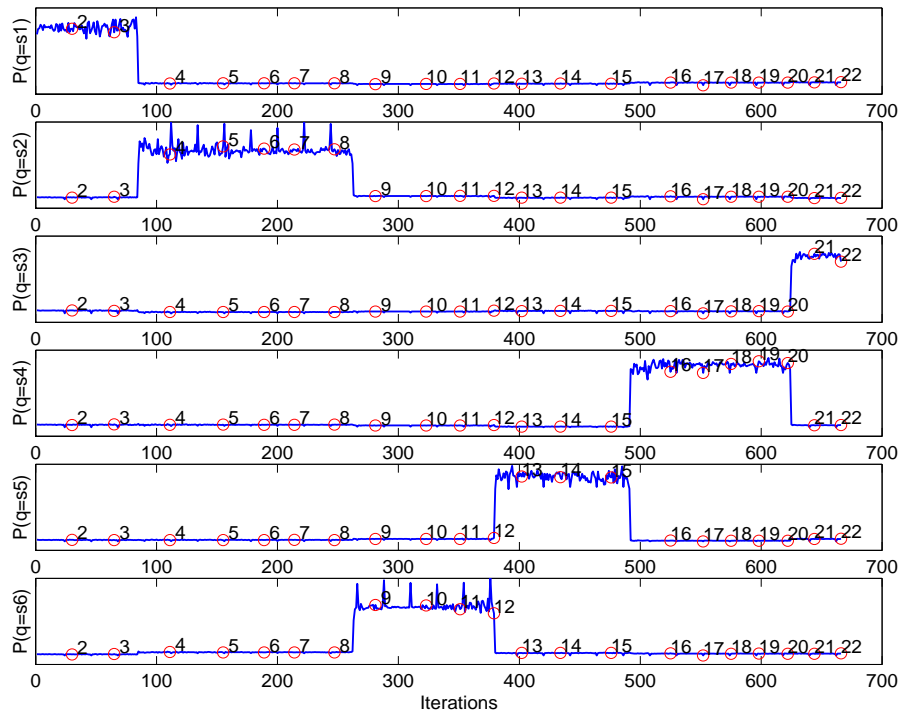 P(q=s1)
2 3 4 5 6 7 8 9 10 11 12 13 14 15 16 17 18 19 20 21 22
0 100 200 300 400 500 600 700
P(q=s2)
2 3 4 5 6 7 8 9 10 11 12 13 14 15 16 17 18 19 20 21 22
0 100 200 300 400 500 600 700
P(q=s3)
2 3 4 5 6 7 8 9 10 11 12 13 14 15 16 17 18 19 20 21 22
0 100 200 300 400 500 600 700
P(q=s4)
2 3 4 5 6 7 8 9 10 11 12 13 14 15 16 17 18 19 20 21 22
0 100 200 300 400 500 600 700
P(q=s5)
2 3 4 5 6 7 8 9 10 11 12 13 14 15 16 17 18 19 20 21 22
0 100 200 300 400 500 600 700
P(q=s6)
2 3 4 5 6 7 8 9 10 11 12 13 14 15 16 17 18 19 20 21 22
0 100 200 300 400 500 600 700
Iclerations